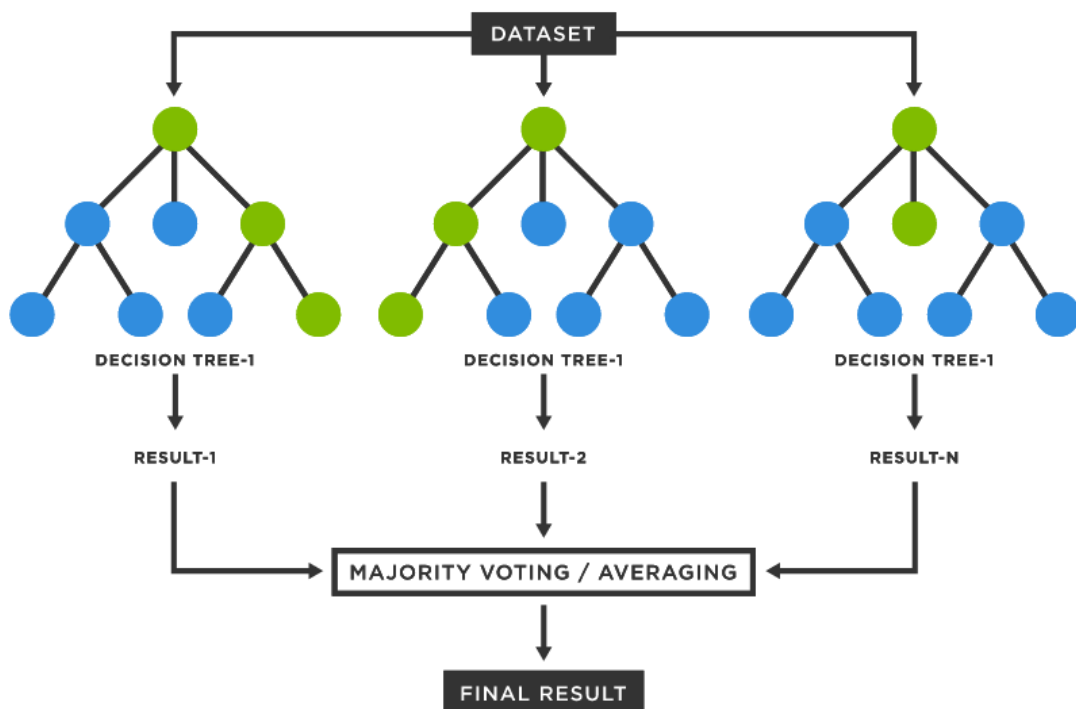 DATASET
DECISION TREE-1
DECISION TREE-1
DECISION TREE-1
RESULT-1
RESULT-2
RESULT-N
MAJORITY VOTING / AVERAGING
FINAL RESULT